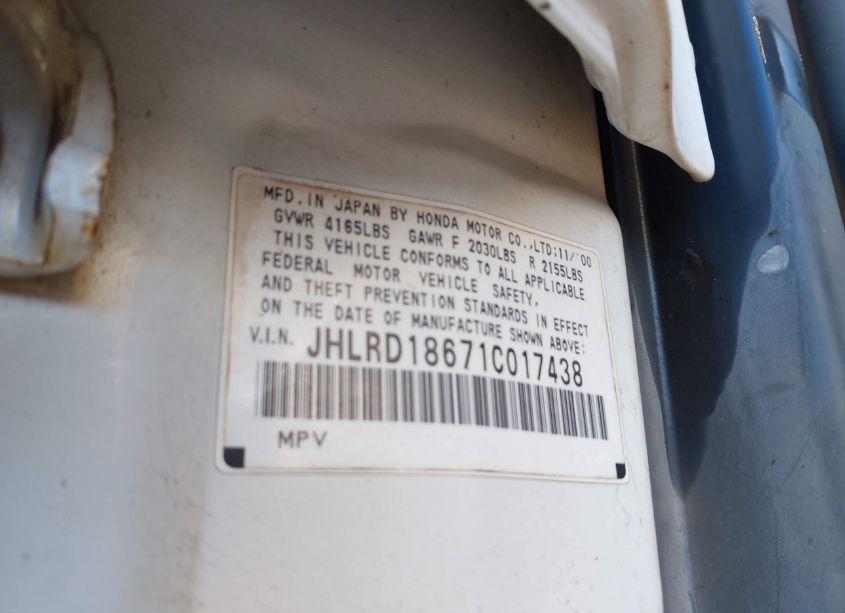 MFD. IN JAPAN BY HONDA MOTOR CO.,LTD;11/'00
GVWR 4165LBS GAWR F 2030LBS R 2155LBS
THIS VEHICLE CONFORMS TO ALL APPLICABLE
FEDERAL MOTOR VEHICLE SAFETY,
AND THEFT PREVENTION STANDARDS IN EFFECT
ON THE DATE OF MANUFACTURE SHOWN ABOVE:
V.I.N. JHLRD18671C017438
MPV